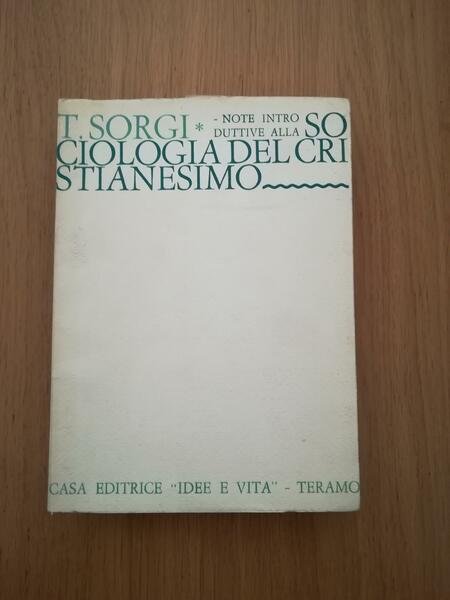 T. SORGI * - NOTE INTRO
DUTTIVE ALLA SO
CIOLOGIA DEL CRI
STIANESIMO
CASA EDITRICE "IDEE E VITA" - TERAMO